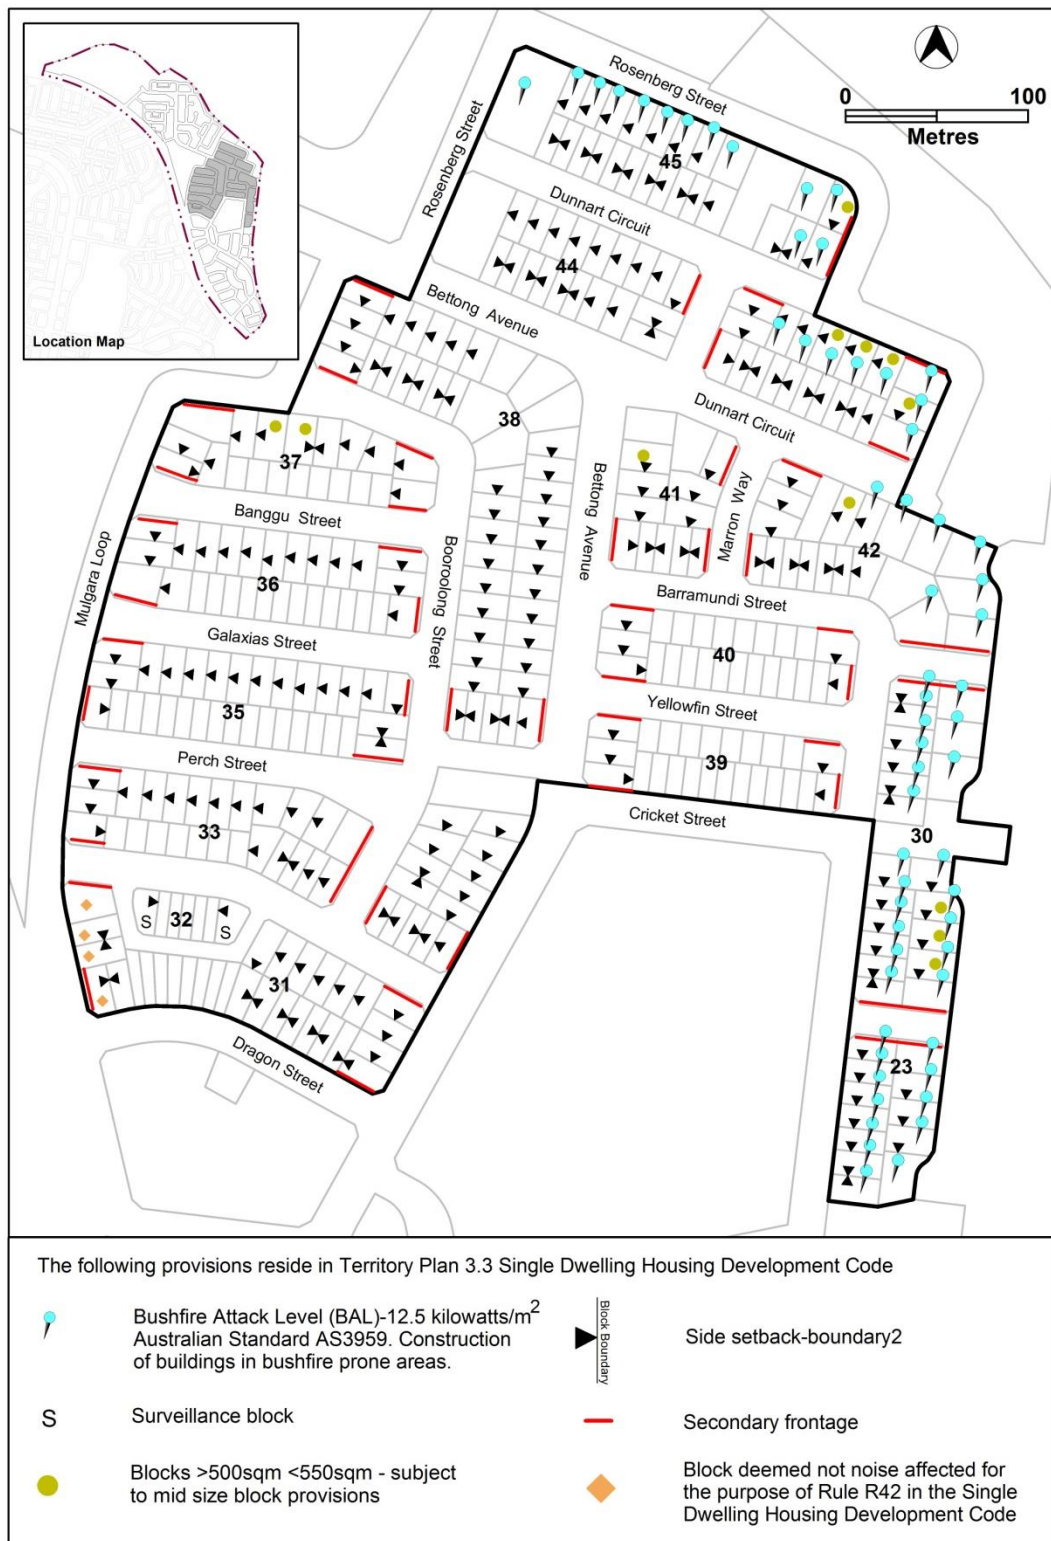 Rosenberg Street
0 100
Metres
Rosenberg Street
45
Dunnart Circuit
44
Bettong Avenue
Location Map
Dunnart Circuit
38
37
Bettong Avenue
41
Marron Way
42
Banggu Street
Mulgara Loop
36
Booroolong Street
Barramundi Street
Galaxias Street
40
35
Yellowfin Street
Perch Street
39
33
Cricket Street
30
32
S
S
31
Dragon Street
23
The following provisions reside in Territory Plan 3.3 Single Dwelling Housing Development Code
Bushfire Attack Level (BAL)-12.5 kilowatts/m²
Australian Standard AS3959. Construction
of buildings in bushfire prone areas.
Block Boundary
Side setback-boundary2
S Surveillance block
Secondary frontage
Blocks >500sqm <550sqm - subject
to mid size block provisions
Block deemed not noise affected for
the purpose of Rule R42 in the Single
Dwelling Housing Development Code